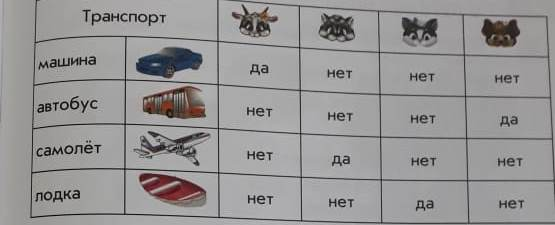 Транспорт
машина да нет нет нет
автобус нет нет нет да
самолёт нет да нет нет
лодка нет нет да нет